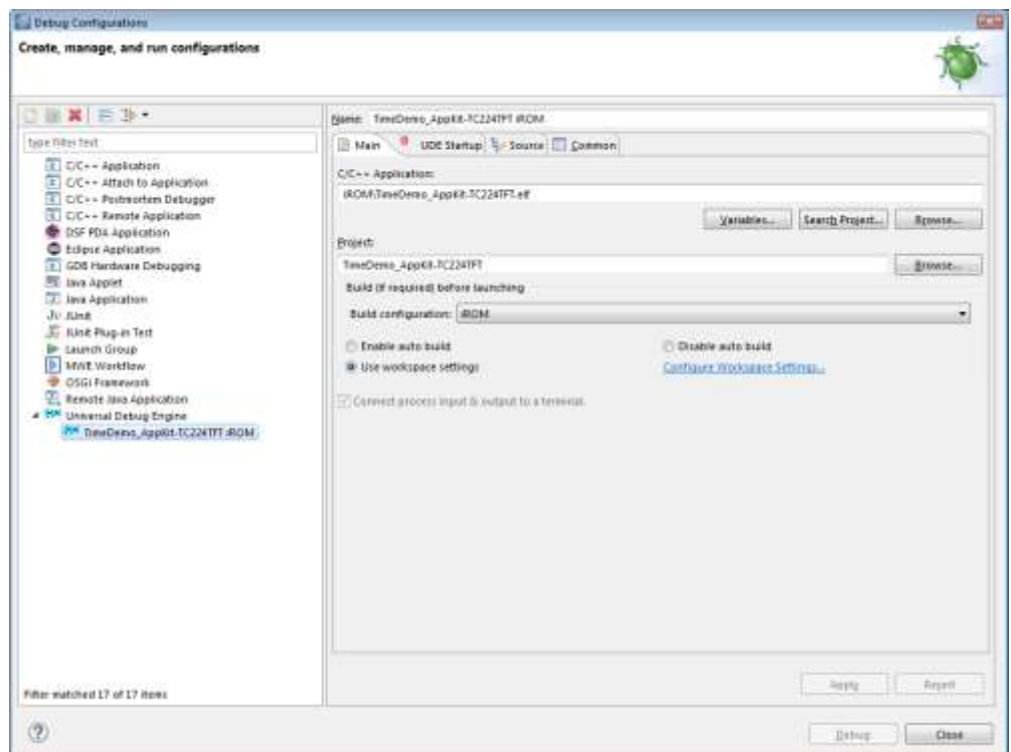 Debug Configurations
Create, manage, and run configurations
Name: TimeDemo_AppKit-TC224TFT iROM
type filter text
Main UDE Startup Source Common
C/C++ Application
C/C++ Attach to Application
C/C++ Postmortem Debugger
C/C++ Remote Application
DSF PDA Application
Eclipse Application
GDB Hardware Debugging
Java Applet
Java Application
JUnit
JUnit Plug-in Test
Launch Group
MWE Workflow
OSGi Framework
Remote Java Application
Universal Debug Engine
TimeDemo_AppKit-TC224TFT iROM
Filter matched 17 of 17 items
C/C++ Application:
iROM\TimeDemo_AppKit-TC224TFT.elf
Variables... Search Project... Browse...
Project:
TimeDemo_AppKit-TC224TFT
Browse...
Build (if required) before launching
Build configuration: iROM
Enable auto build Disable auto build
Use workspace settings Configure Workspace Settings...
Connect process input & output to a terminal.
Apply Revert
Debug Close